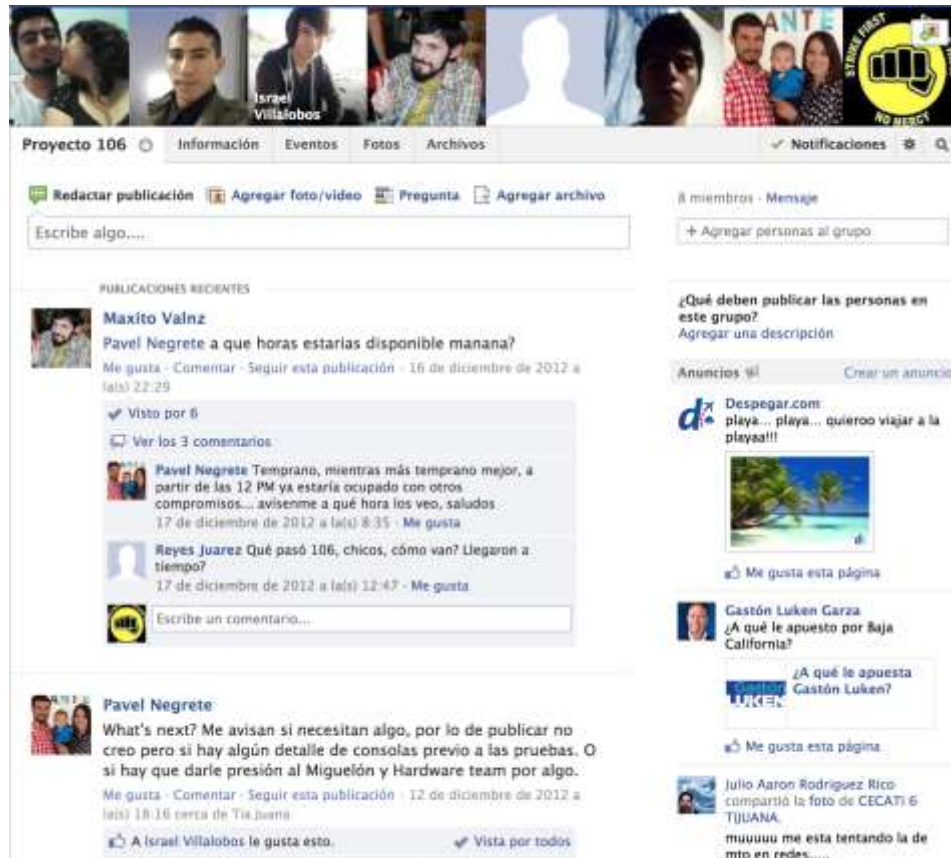 ANTE
STRIKE FIRST
NO MERCY
Israel
Villalobos
Proyecto 106 Información Eventos Fotos Archivos Notificaciones
Redactar publicación Agregar foto/video Pregunta Agregar archivo
Escribe algo....
8 miembros · Mensaje
+ Agregar personas al grupo
PUBLICACIONES RECIENTES
Maxito Valnz
Pavel Negrete a que horas estarias disponible manana?
Me gusta · Comentar · Seguir esta publicación · 16 de diciembre de 2012 a
la(s) 22:29
Visto por 6
Ver los 3 comentarios
Pavel Negrete Temprano, mientras más temprano mejor, a
partir de las 12 PM ya estaría ocupado con otros
compromisos... avisenme a qué hora los veo, saludos
17 de diciembre de 2012 a la(s) 8:35 · Me gusta
Reyes Juarez Qué pasó 106, chicos, cómo van? Llegaron a
tiempo?
17 de diciembre de 2012 a la(s) 12:47 · Me gusta
Escribe un comentario...
Pavel Negrete
What's next? Me avisan si necesitan algo, por lo de publicar no
creo pero si hay algún detalle de consolas previo a las pruebas. O
si hay que darle presión al Miguelón y Hardware team por algo.
Me gusta · Comentar · Seguir esta publicación · 12 de diciembre de 2012 a
la(s) 18:16 cerca de Tia Juana
A Israel Villalobos le gusta esto. Vista por todos
¿Qué deben publicar las personas en
este grupo?
Agregar una descripción
Anuncios Crear un anuncio
Despegar.com
playa... playa... quieroo viajar a la
playaa!!!
Me gusta esta página
Gastón Luken Garza
¿A qué le apuesto por Baja
California?
Gastón
LUKEN
¿A qué le apuesta
Gastón Luken?
Me gusta esta página
Julio Aaron Rodriguez Rico
compartió la foto de CECATI 6
TIJUANA.
muuuuu me esta tentando la de
mto en redes.....